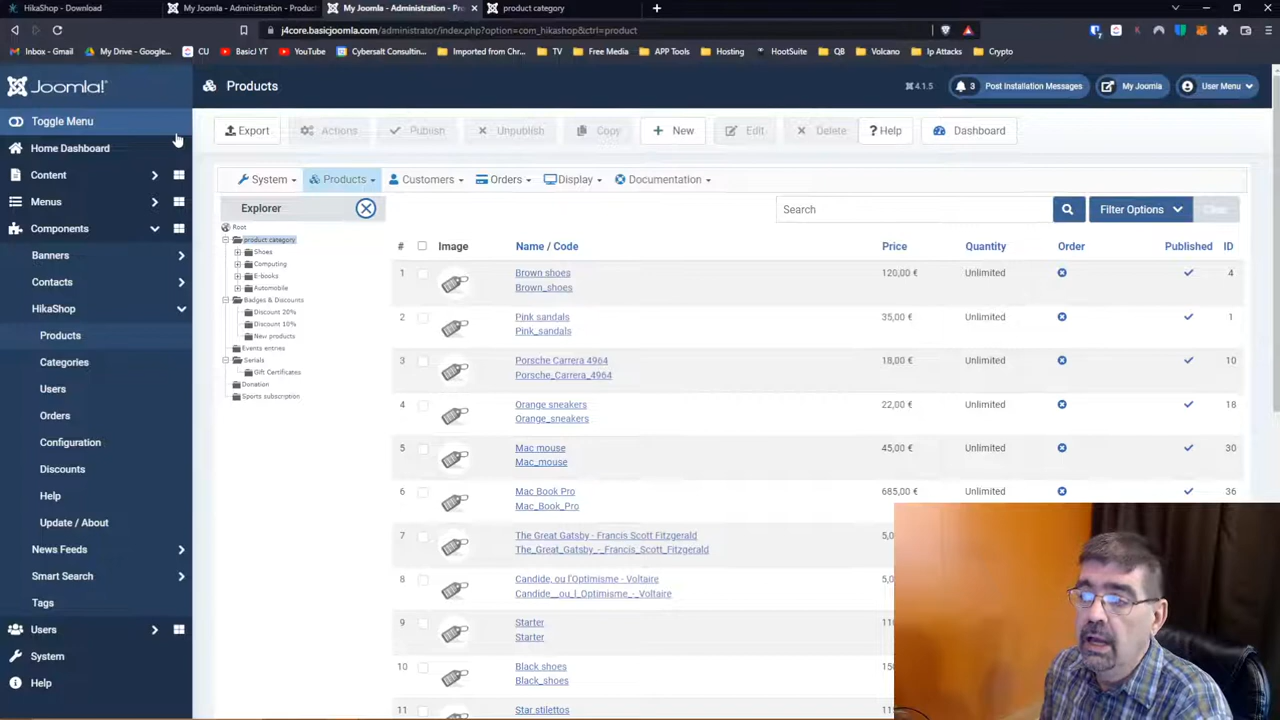 HikaShop - Download
My Joomla - Administration - Product
My Joomla - Administration - Pro
product category
j4core.basicjoomla.com/administrator/index.php?option=com_hikashop&ctrl=product
Inbox - Gmail
My Drive - Google...
CU
BasicJ YT
YouTube
Cybersalt Consultin...
Imported from Chr...
TV
Free Media
APP Tools
Hosting
HootSuite
QB
Volcano
Ip Attacks
Crypto
Joomla!
Products
4.1.5
3 Post Installation Messages
My Joomla
User Menu
Toggle Menu
Home Dashboard
Content
Menus
Components
Banners
Contacts
HikaShop
Products
Categories
Users
Orders
Configuration
Discounts
Help
Update / About
News Feeds
Smart Search
Tags
Users
System
Help
Export
Actions
Publish
Unpublish
Copy
New
Edit
Delete
Help
Dashboard
System
Products
Customers
Orders
Display
Documentation
Explorer
Root
product category
Shoes
Computing
E-books
Automobile
Badges & Discounts
Discount 20%
Discount 10%
New products
Events entries
Serials
Gift Certificates
Donation
Sports subscription
Search
Filter Options
Clear
# Image Name / Code Price Quantity Order Published ID
1 Brown shoes 120,00 € Unlimited 4
Brown_shoes
2 Pink sandals 35,00 € Unlimited 1
Pink_sandals
3 Porsche Carrera 4964 18,00 € Unlimited 10
Porsche_Carrera_4964
4 Orange sneakers 22,00 € Unlimited 18
Orange_sneakers
5 Mac mouse 45,00 € Unlimited 30
Mac_mouse
6 Mac Book Pro 685,00 € Unlimited 36
Mac_Book_Pro
7 The Great Gatsby - Francis Scott Fitzgerald 5,0
The_Great_Gatsby_-_Francis_Scott_Fitzgerald
8 Candide, ou l'Optimisme - Voltaire 5,0
Candide__ou_l_Optimisme_-_Voltaire
9 Starter 110
Starter
10 Black shoes 15
Black_shoes
11 Star stilettos 11